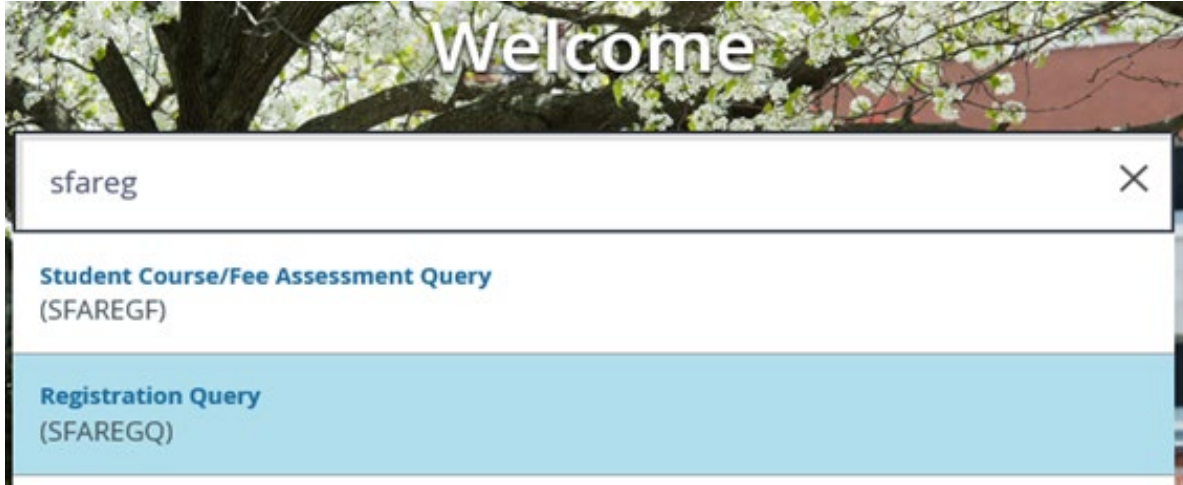 Welcome
sfareg
Student Course/Fee Assessment Query
(SFAREGF)
Registration Query
(SFAREGQ)